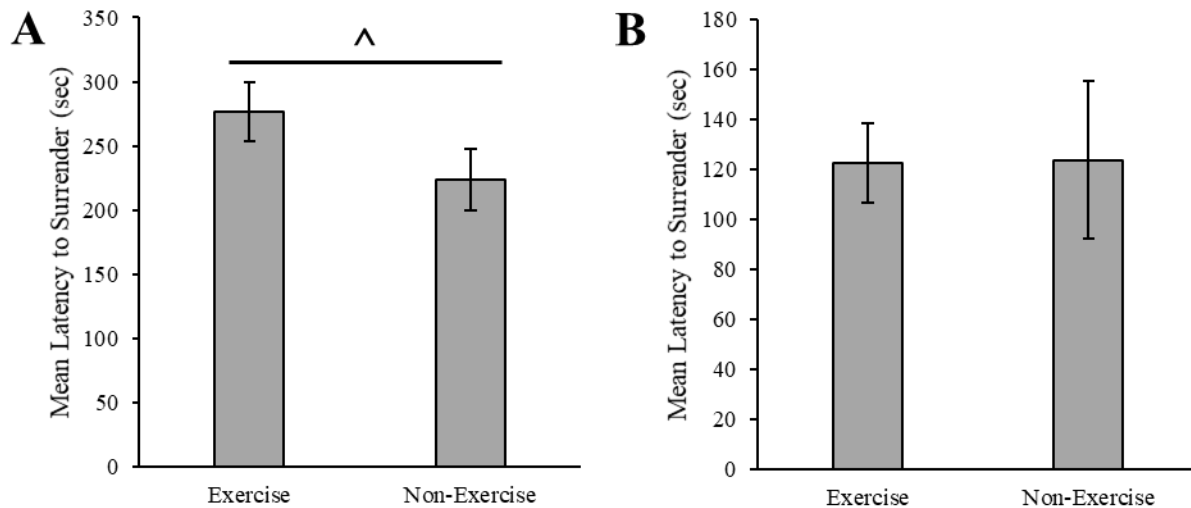 A
Mean Latency to Surrender (sec)
350
300
250
200
150
100
50
0
^
Exercise
Non-Exercise
B
Mean Latency to Surrender (sec)
180
160
140
120
100
80
60
40
20
0
Exercise
Non-Exercise